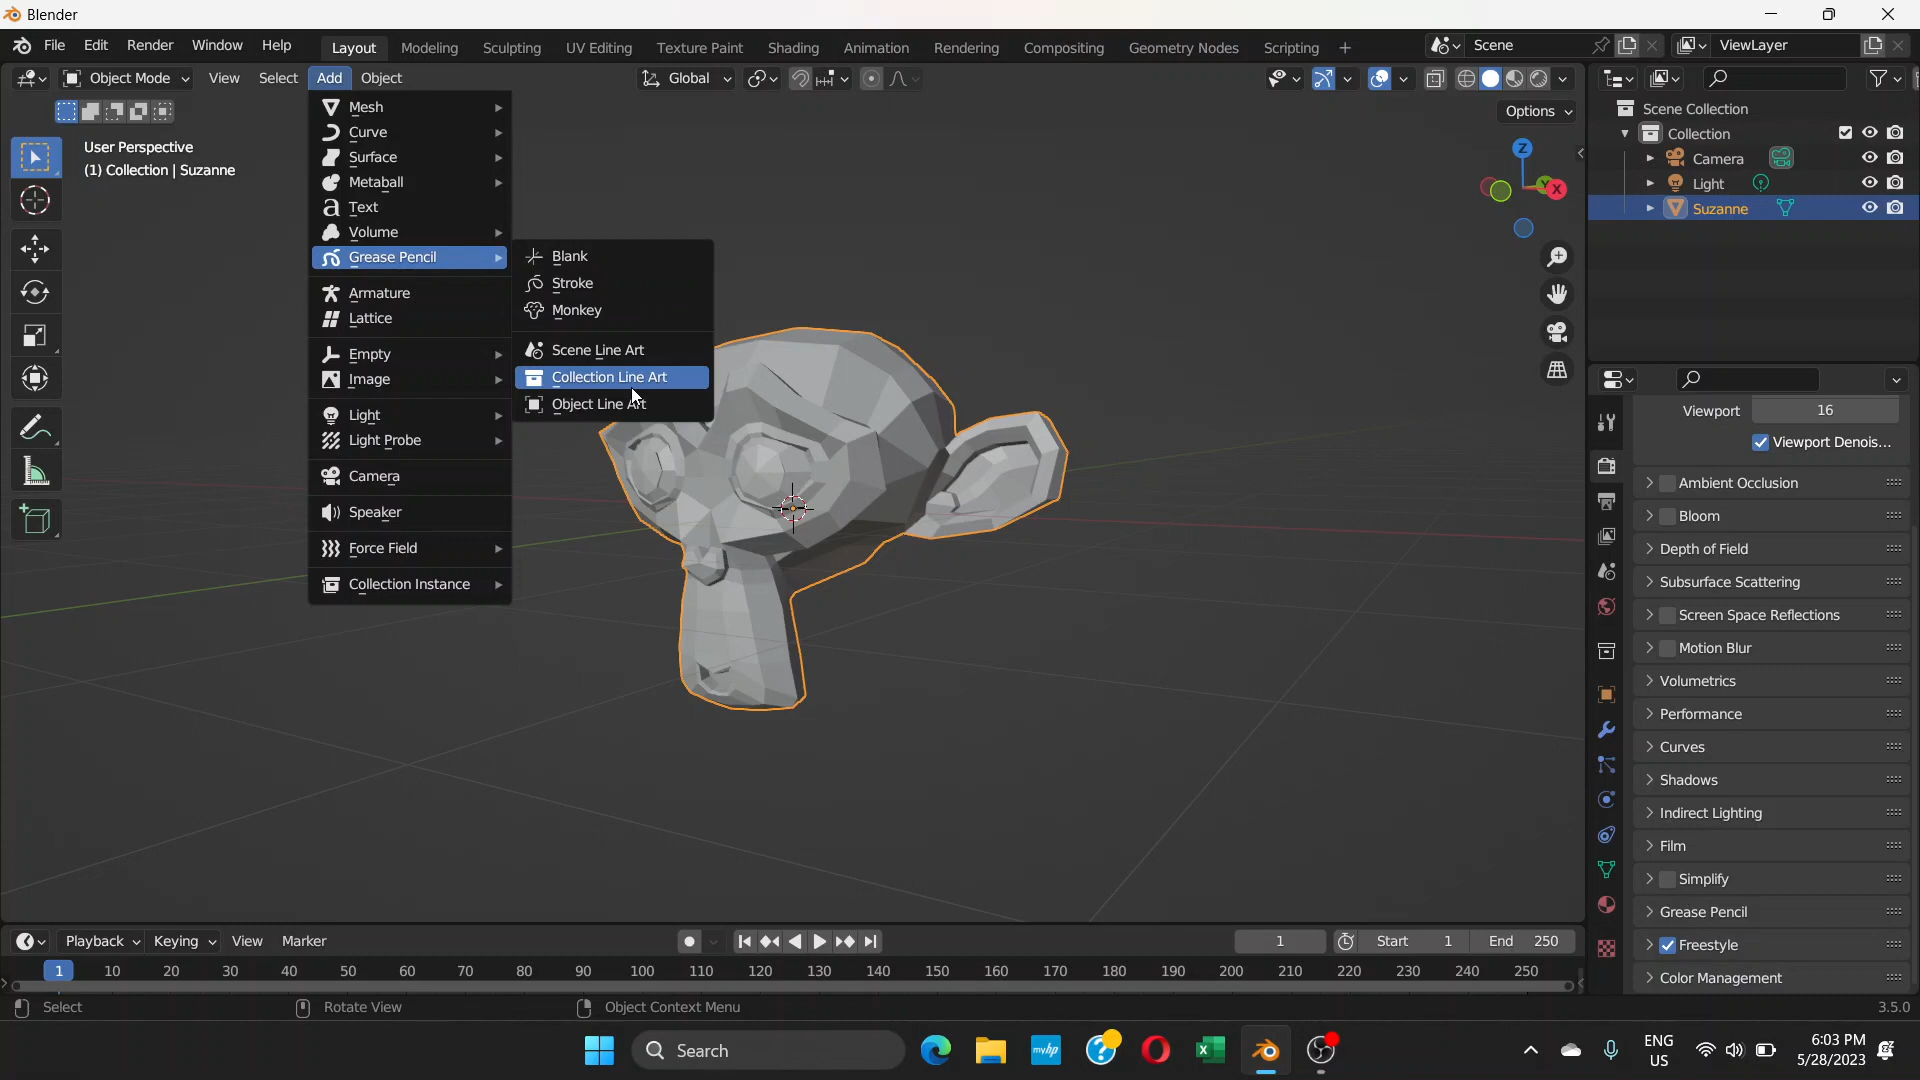 Blender
File Edit Render Window Help Layout Modeling Sculpting UV Editing Texture Paint Shading Animation Rendering Compositing Geometry Nodes Scripting + Scene ViewLayer
Object Mode View Select Add Object Global
Options
User Perspective
(1) Collection | Suzanne
Mesh
Curve
Surface
Metaball
Text
Volume
Grease Pencil
Armature
Lattice
Empty
Image
Light
Light Probe
Camera
Speaker
Force Field
Collection Instance
Blank
Stroke
Monkey
Scene Line Art
Collection Line Art
Object Line Art
Z
Y
X
Scene Collection
Collection
Camera
Light
Suzanne
Viewport 16
Viewport Denois...
Ambient Occlusion
Bloom
Depth of Field
Subsurface Scattering
Screen Space Reflections
Motion Blur
Volumetrics
Performance
Curves
Shadows
Indirect Lighting
Film
Simplify
Grease Pencil
Freestyle
Color Management
Playback Keying View Marker 1 Start 1 End 250
1 10 20 30 40 50 60 70 80 90 100 110 120 130 140 150 160 170 180 190 200 210 220 230 240 250
Select Rotate View Object Context Menu 3.5.0
Search myhp ENG US 6:03 PM 5/28/2023